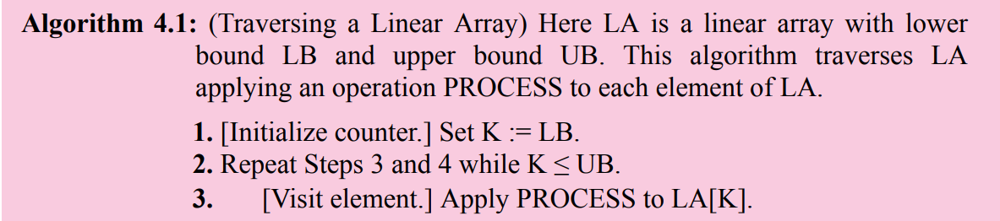 Algorithm 4.1: (Traversing a Linear Array) Here LA is a linear array with lower
bound LB and upper bound UB. This algorithm traverses LA
applying an operation PROCESS to each element of LA.
1. [Initialize counter.] Set K := LB.
2. Repeat Steps 3 and 4 while K ≤ UB.
3. [Visit element.] Apply PROCESS to LA[K].